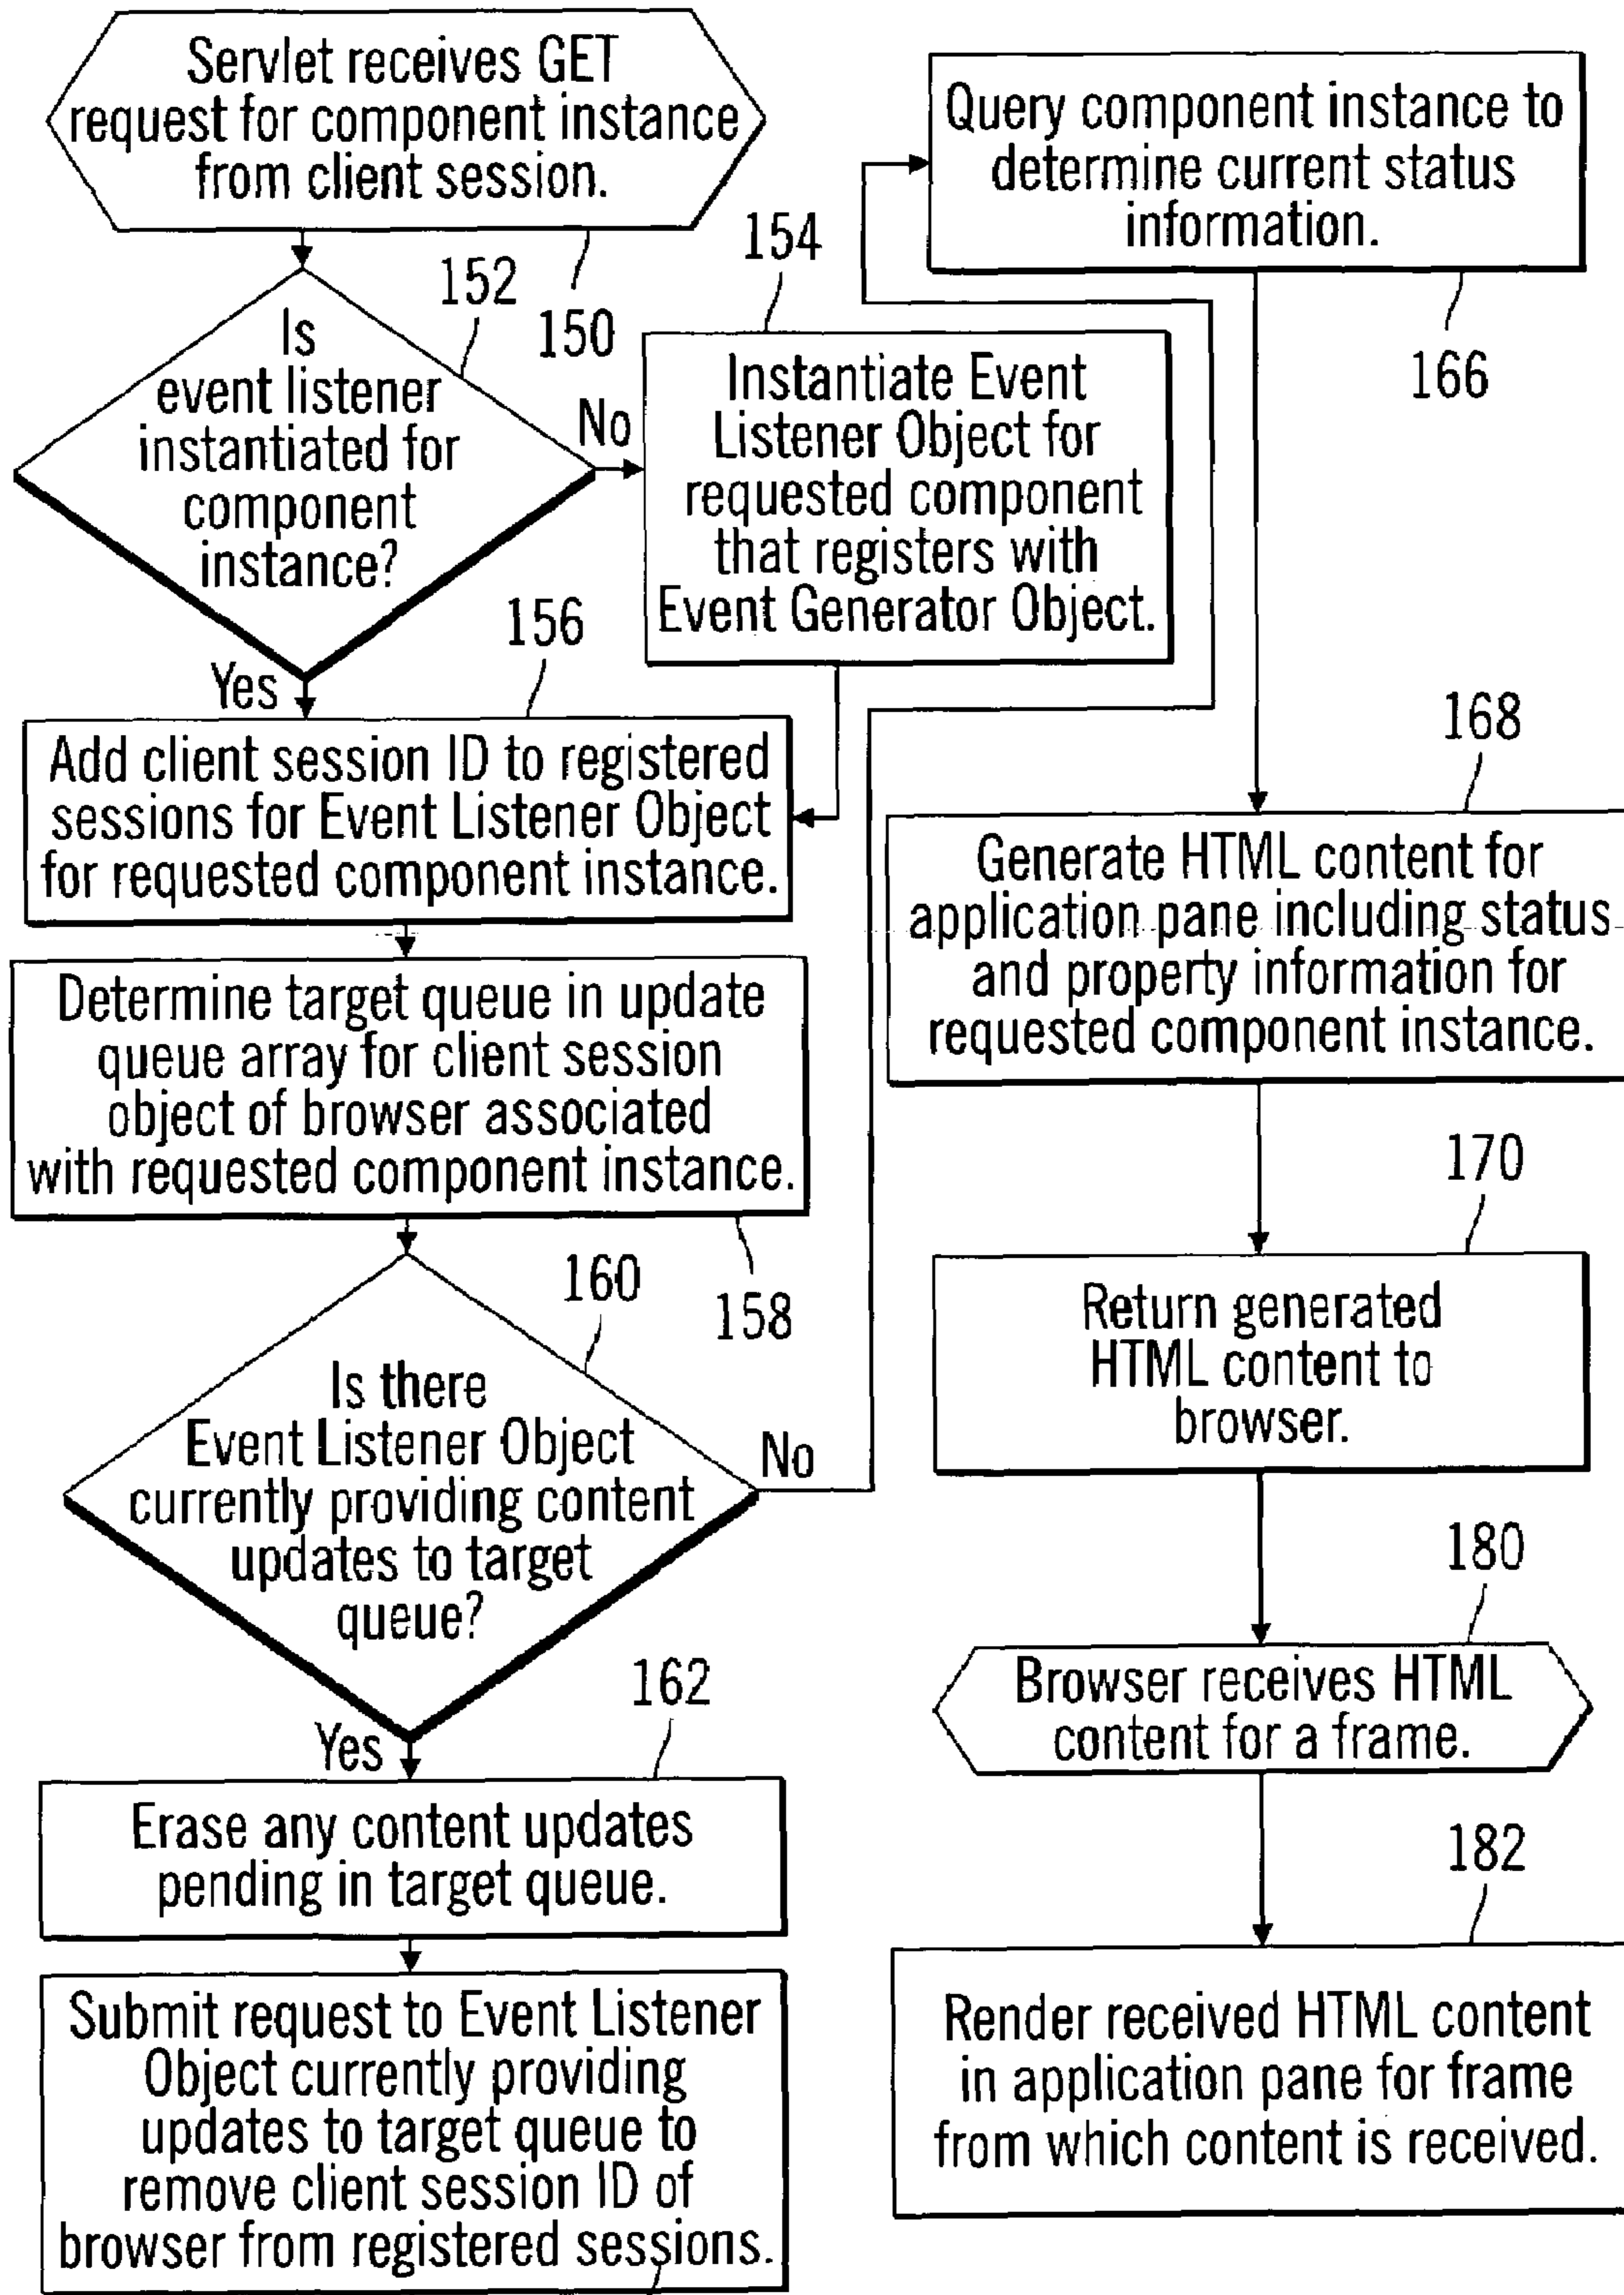 Servlet receives GET
request for component instance
from client session.
150
152
Is
event listener
instantiated for
component
instance?
No
Yes
154
Instantiate Event
Listener Object for
requested component
that registers with
Event Generator Object.
156
Add client session ID to registered
sessions for Event Listener Object
for requested component instance.
Determine target queue in update
queue array for client session
object of browser associated
with requested component instance.
158
160
Is there
Event Listener Object
currently providing content
updates to target
queue?
No
Yes
162
Erase any content updates
pending in target queue.
Submit request to Event Listener
Object currently providing
updates to target queue to
remove client session ID of
browser from registered sessions.
Query component instance to
determine current status
information.
166
168
Generate HTML content for
application pane including status
and property information for
requested component instance.
170
Return generated
HTML content to
browser.
180
Browser receives HTML
content for a frame.
182
Render received HTML content
in application pane for frame
from which content is received.